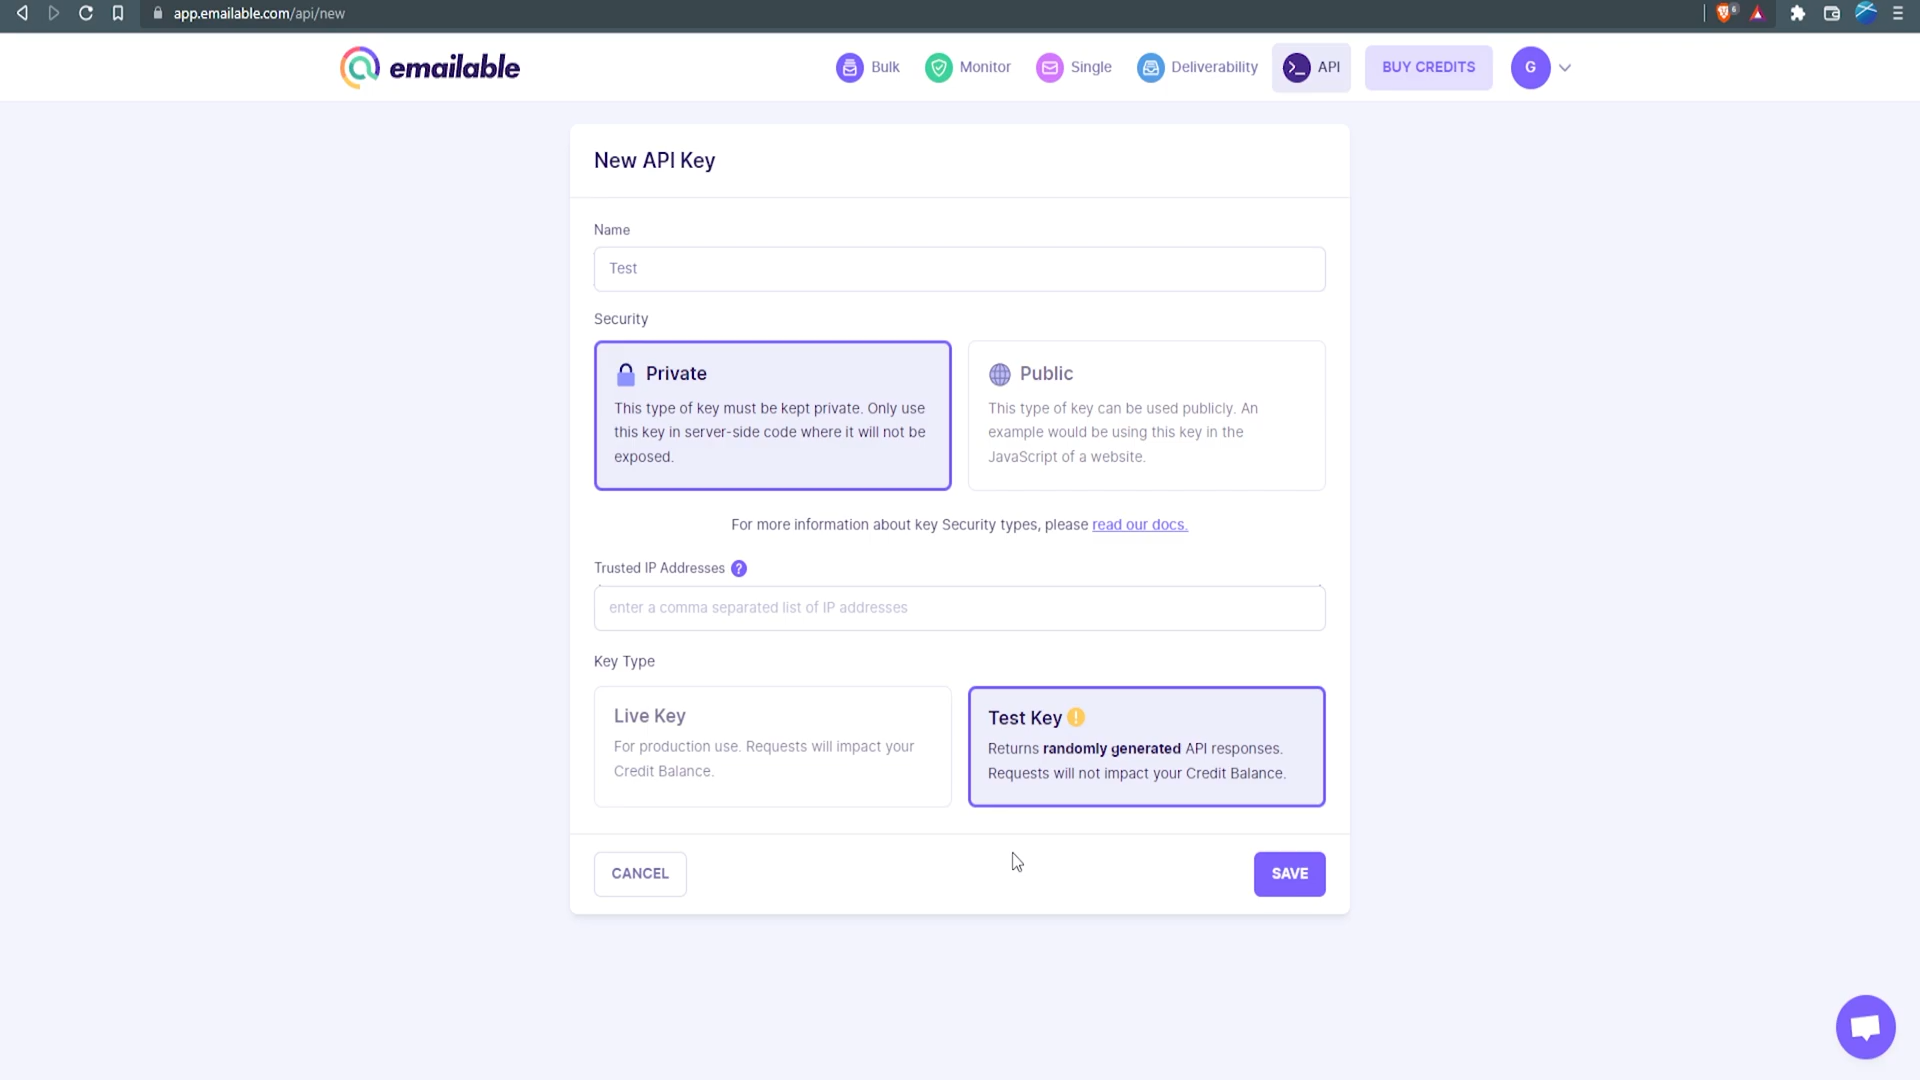 app.emailable.com/api/new
6
emailable
Bulk
Monitor
Single
Deliverability
API
BUY CREDITS
G
New API Key
Name
Test
Security
Private
This type of key must be kept private. Only use
this key in server-side code where it will not be
exposed.
Public
This type of key can be used publicly. An
example would be using this key in the
JavaScript of a website.
For more information about key Security types, please read our docs.
Trusted IP Addresses ?
enter a comma separated list of IP addresses
Key Type
Live Key
For production use. Requests will impact your
Credit Balance.
Test Key !
Returns randomly generated API responses.
Requests will not impact your Credit Balance.
CANCEL
SAVE